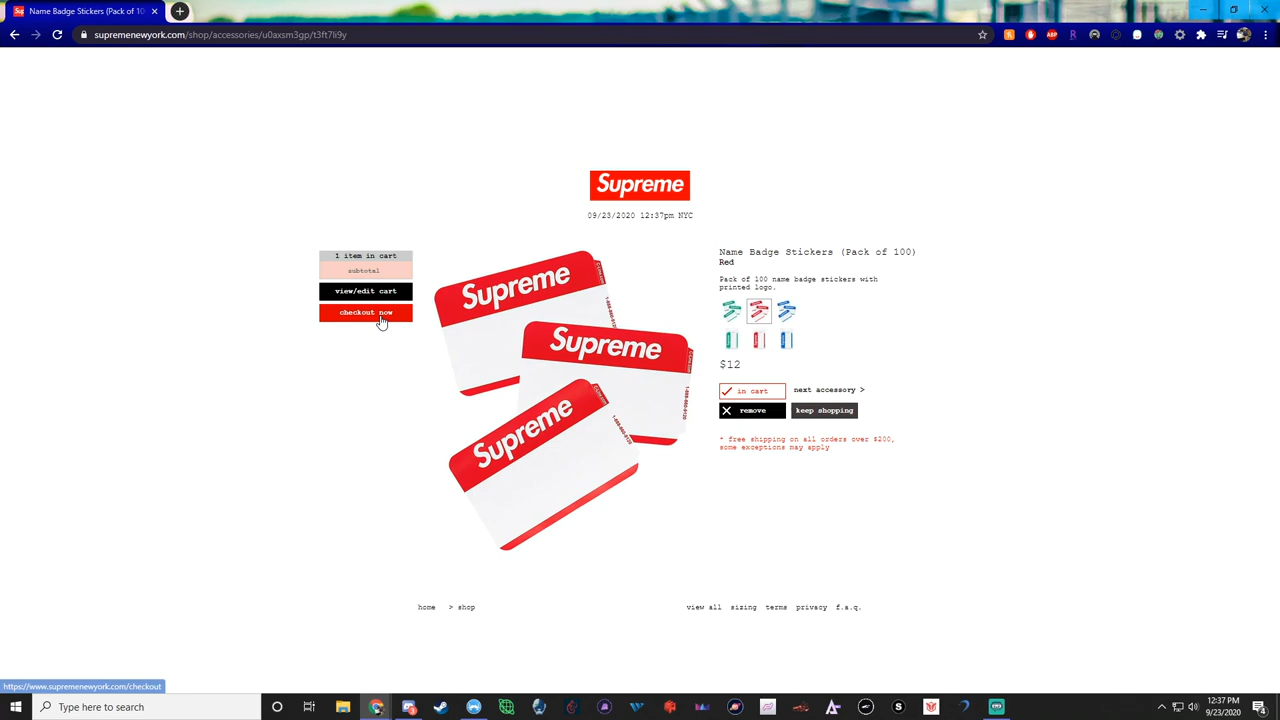 Name Badge Stickers (Pack of 10
supremenewyork.com/shop/accessories/u0axsm3gp/t3ft7li9y
ABP
Supreme
09/23/2020 12:37pm NYC
1 item in cart
subtotal
view/edit cart
checkout now
Supreme
Supreme
Supreme
Name Badge Stickers (Pack of 100)
Red
Pack of 100 name badge stickers with
printed logo.
$12
in cart
next accessory >
remove
keep shopping
* free shipping on all orders over $200,
some exceptions may apply
home > shop
view all sizing terms privacy f.a.q.
https://www.supremenewyork.com/checkout
Type here to search
12:37 PM
9/23/2020